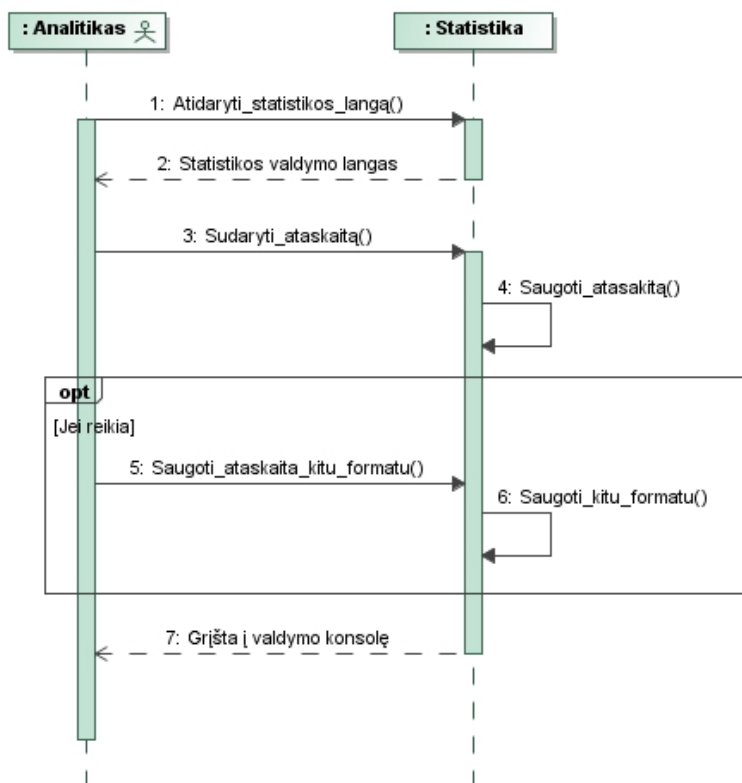 : Analitikas
: Statistika
1: Atidaryti_statistikos_langą()
2: Statistikos valdymo langas
3: Sudaryti_ataskaitą()
4: Saugoti_atasakitą()
opt
[Jei reikia]
5: Saugoti_ataskaita_kitu_formatu()
6: Saugoti_kitu_formatu()
7: Grįšta į valdymo konsolę